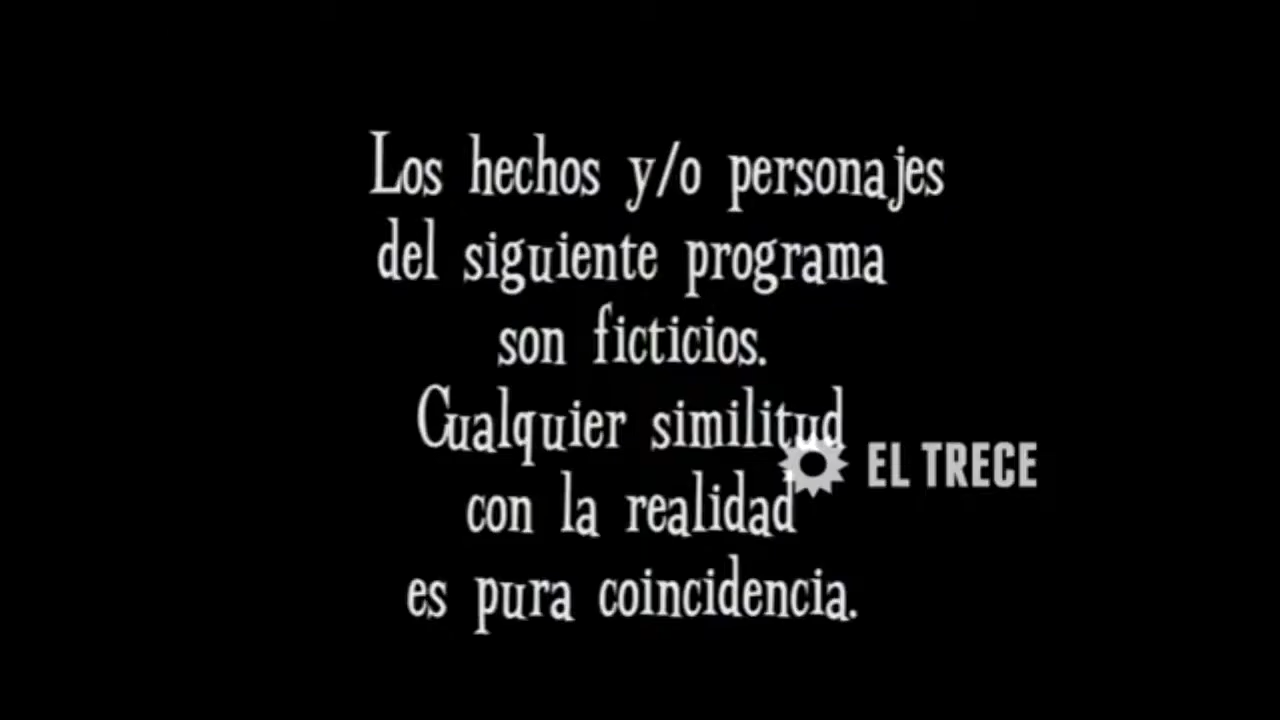 Los hechos y/o personajes
del siguiente programa
son ficticios.
Cualquier similitud
EL TRECE
con la realidad
es pura coincidencia.